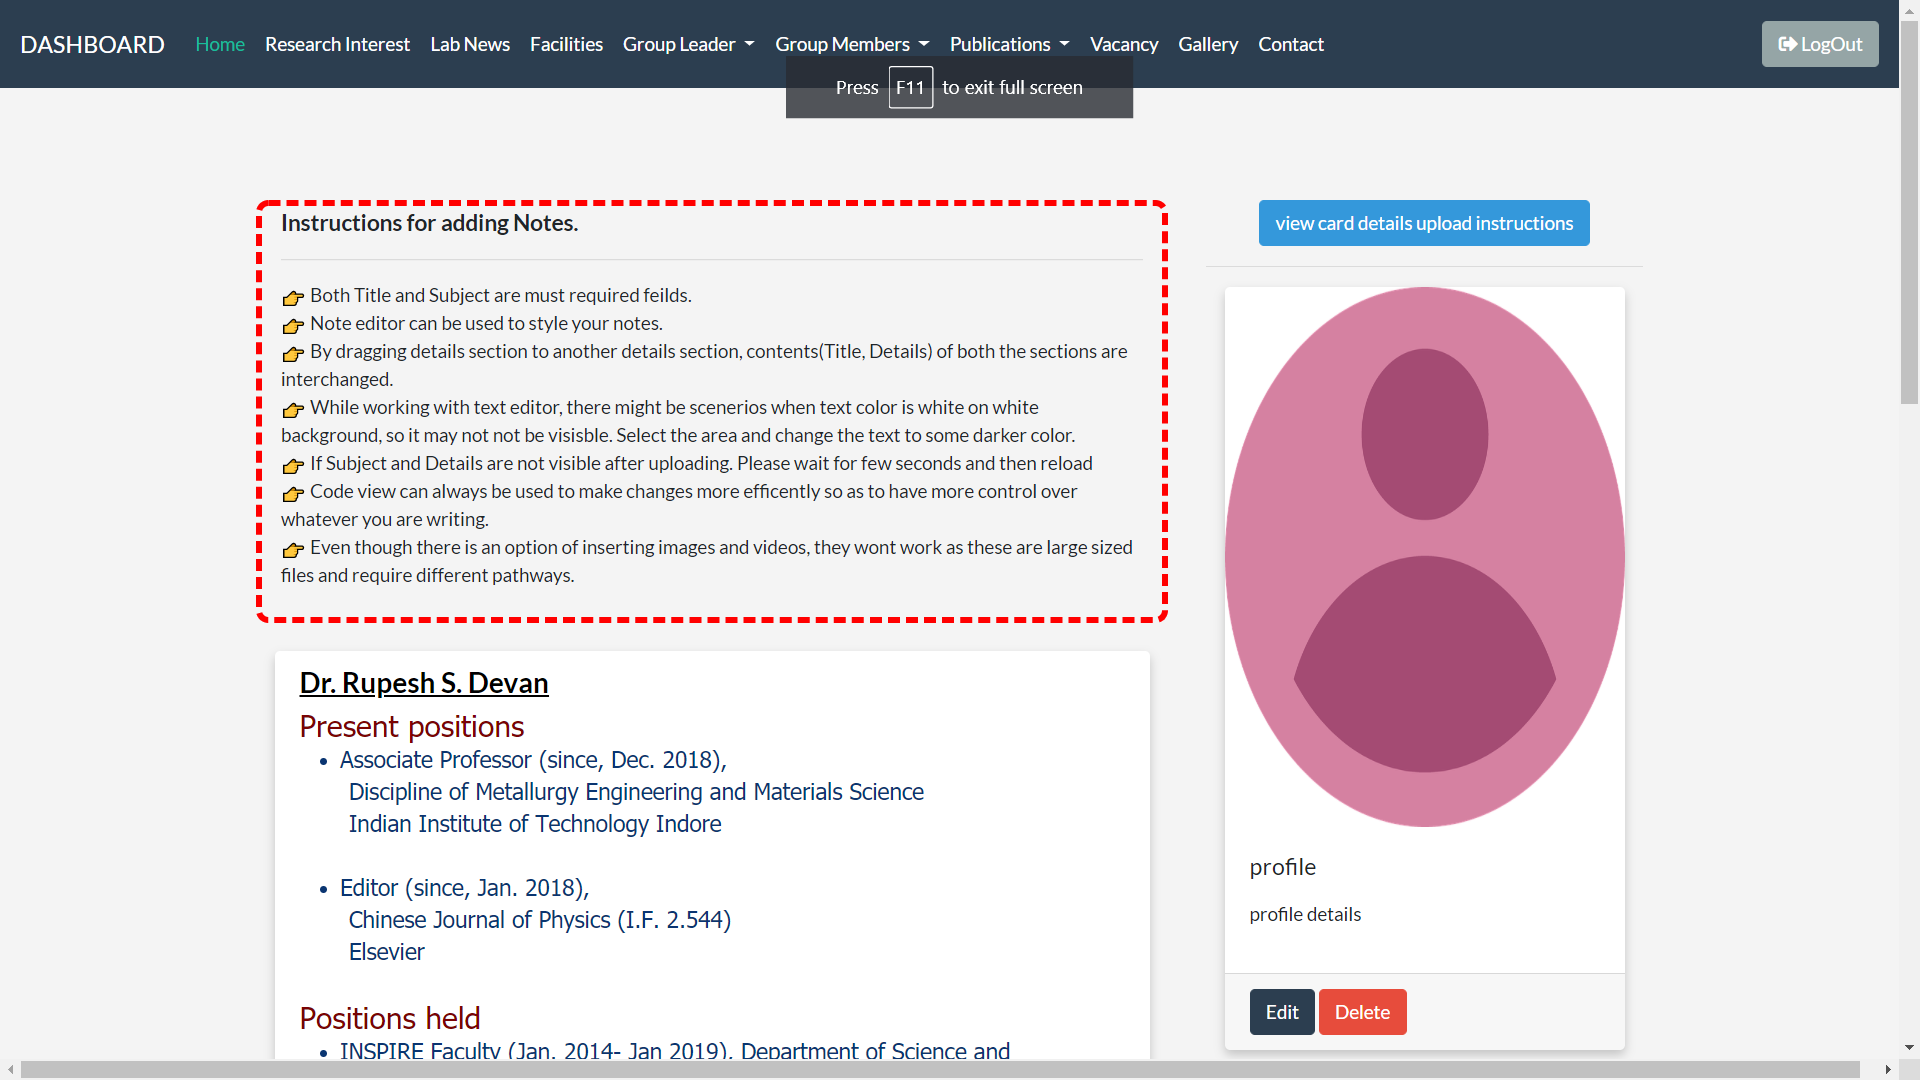 DASHBOARD Home Research Interest Lab News Facilities Group Leader Group Members Publications Vacancy Gallery Contact LogOut
Press F11 to exit full screen
Instructions for adding Notes.
👉 Both Title and Subject are must required feilds.
👉 Note editor can be used to style your notes.
👉 By dragging details section to another details section, contents(Title, Details) of both the sections are
interchanged.
👉 While working with text editor, there might be scenerios when text color is white on white
background, so it may not not be visisble. Select the area and change the text to some darker color.
👉 If Subject and Details are not visible after uploading. Please wait for few seconds and then reload
👉 Code view can always be used to make changes more efficently so as to have more control over
whatever you are writing.
👉 Even though there is an option of inserting images and videos, they wont work as these are large sized
files and require different pathways.
Dr. Rupesh S. Devan
Present positions
• Associate Professor (since, Dec. 2018),
Discipline of Metallurgy Engineering and Materials Science
Indian Institute of Technology Indore
• Editor (since, Jan. 2018),
Chinese Journal of Physics (I.F. 2.544)
Elsevier
Positions held
• INSPIRE Faculty (Jan. 2014- Jan 2019), Department of Science and
view card details upload instructions
profile
profile details
Edit Delete